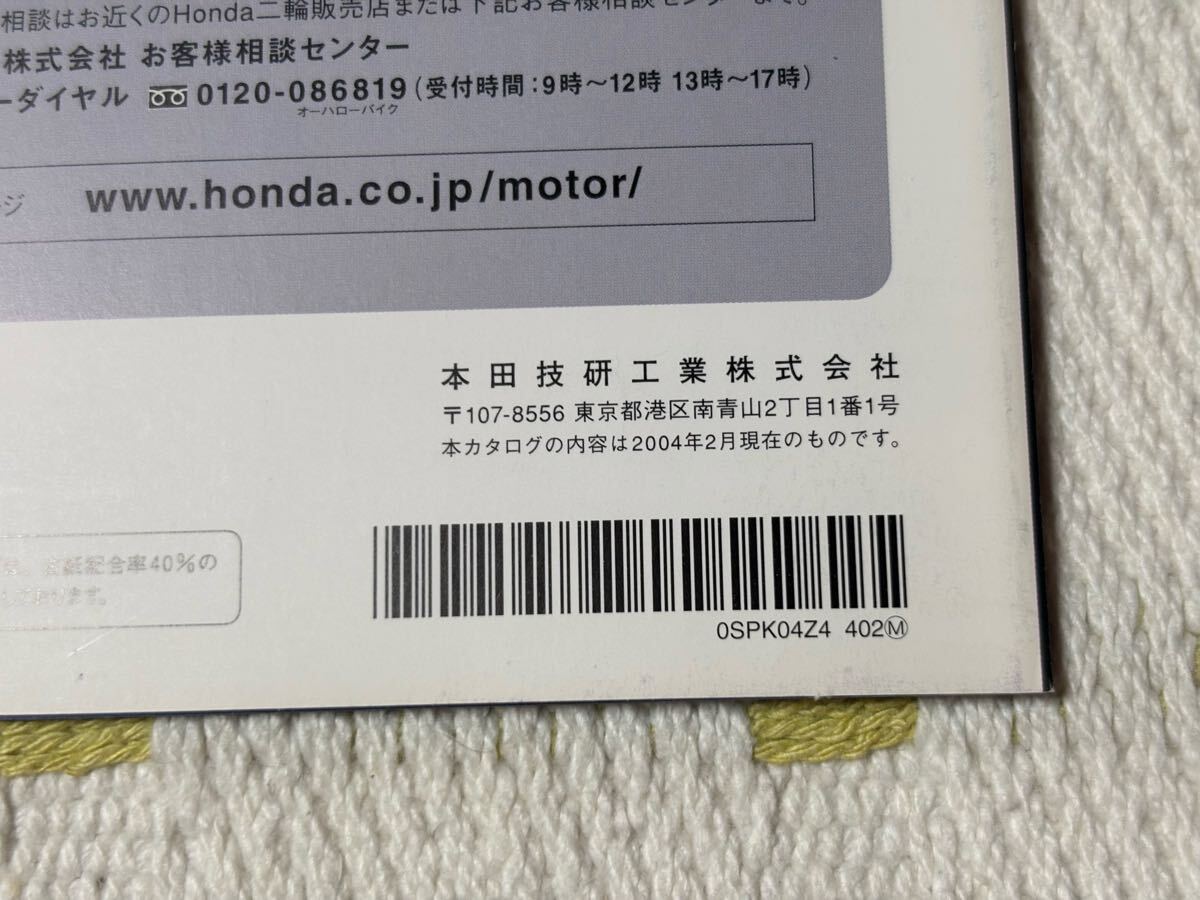 相談はお近くのHonda二輪販売店または下記お客様相談センターまで。
株式会社 お客様相談センター
ーダイヤル 0120-086819 (受付時間:9時～12時 13時～17時)
オーハローバイク
ージ www.honda.co.jp/motor/
本田技研工業株式会社
〒107-8556 東京都港区南青山2丁目1番1号
本カタログの内容は2004年2月現在のものです。
古紙配合率40%の
しております。
0SPK04Z4 402Ⓜ